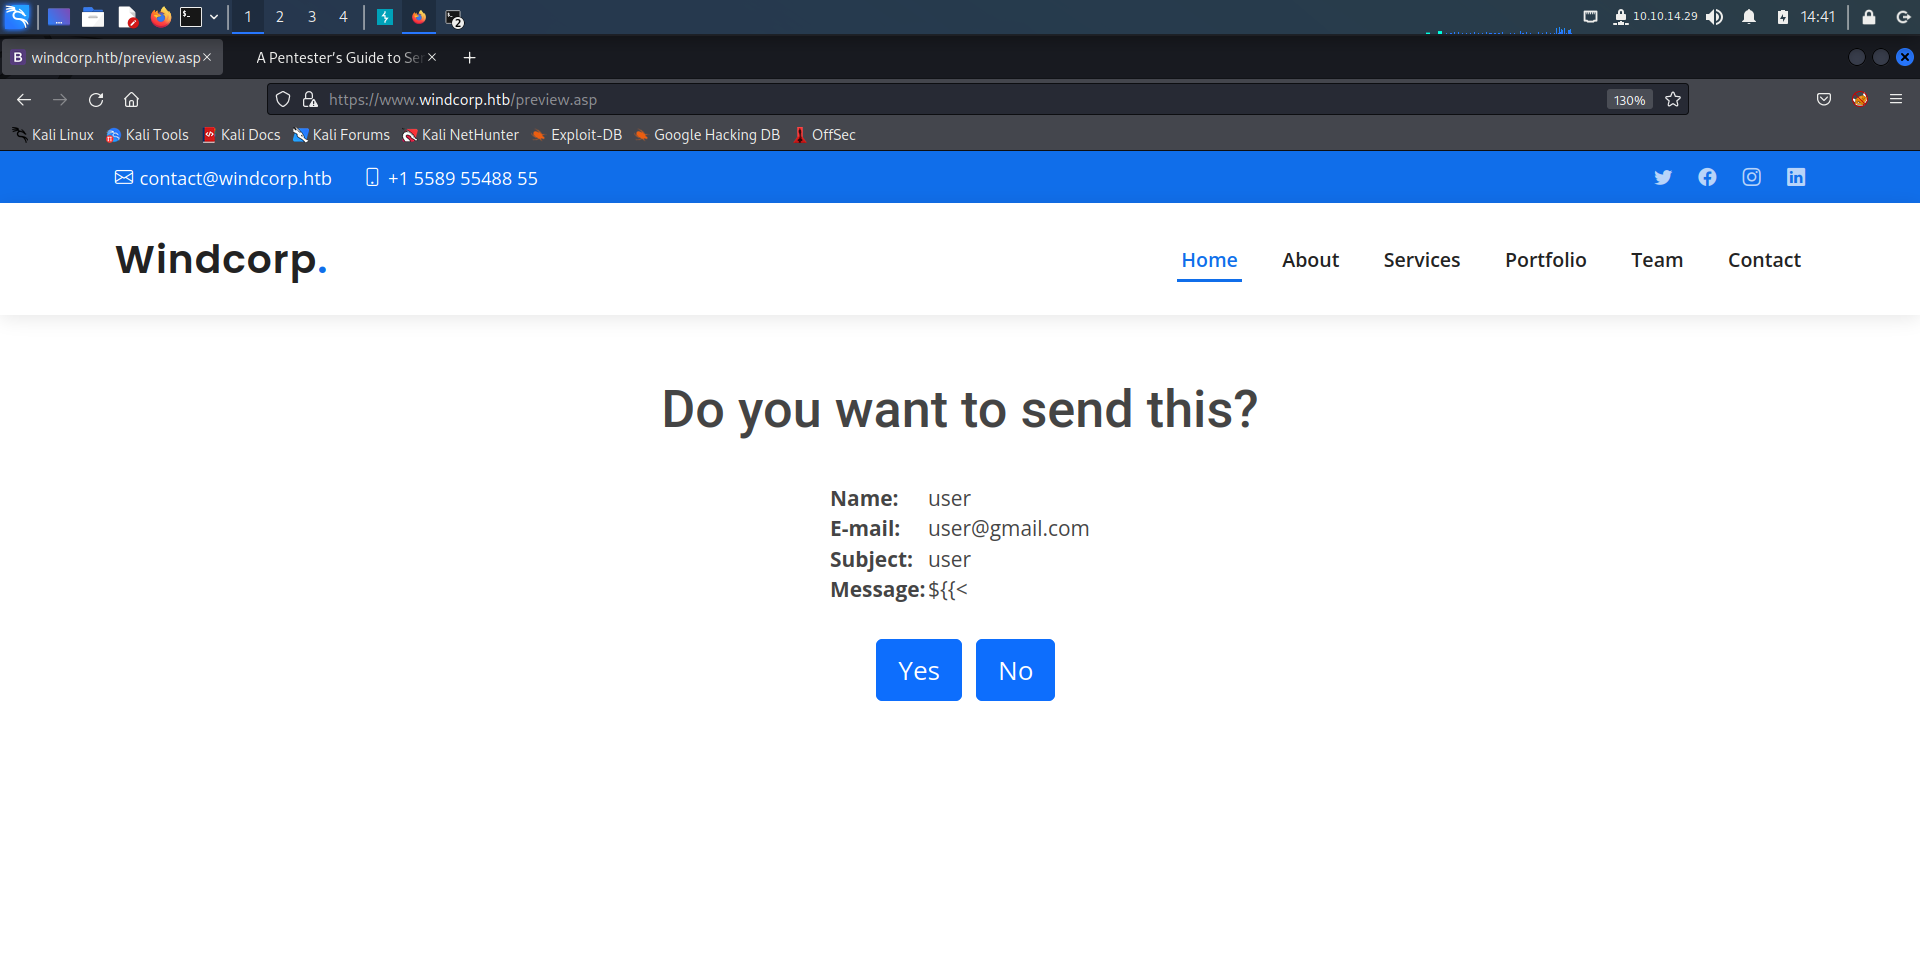 1 2 3 4 2 10.10.14.29 14:41
B windcorp.htb/preview.asp A Pentester's Guide to Ser
https://www.windcorp.htb/preview.asp 130%
Kali Linux Kali Tools Kali Docs Kali Forums Kali NetHunter Exploit-DB Google Hacking DB OffSec
contact@windcorp.htb +1 5589 55488 55
Windcorp. Home About Services Portfolio Team Contact
Do you want to send this?
Name: user
E-mail: user@gmail.com
Subject: user
Message: ${{<
Yes No